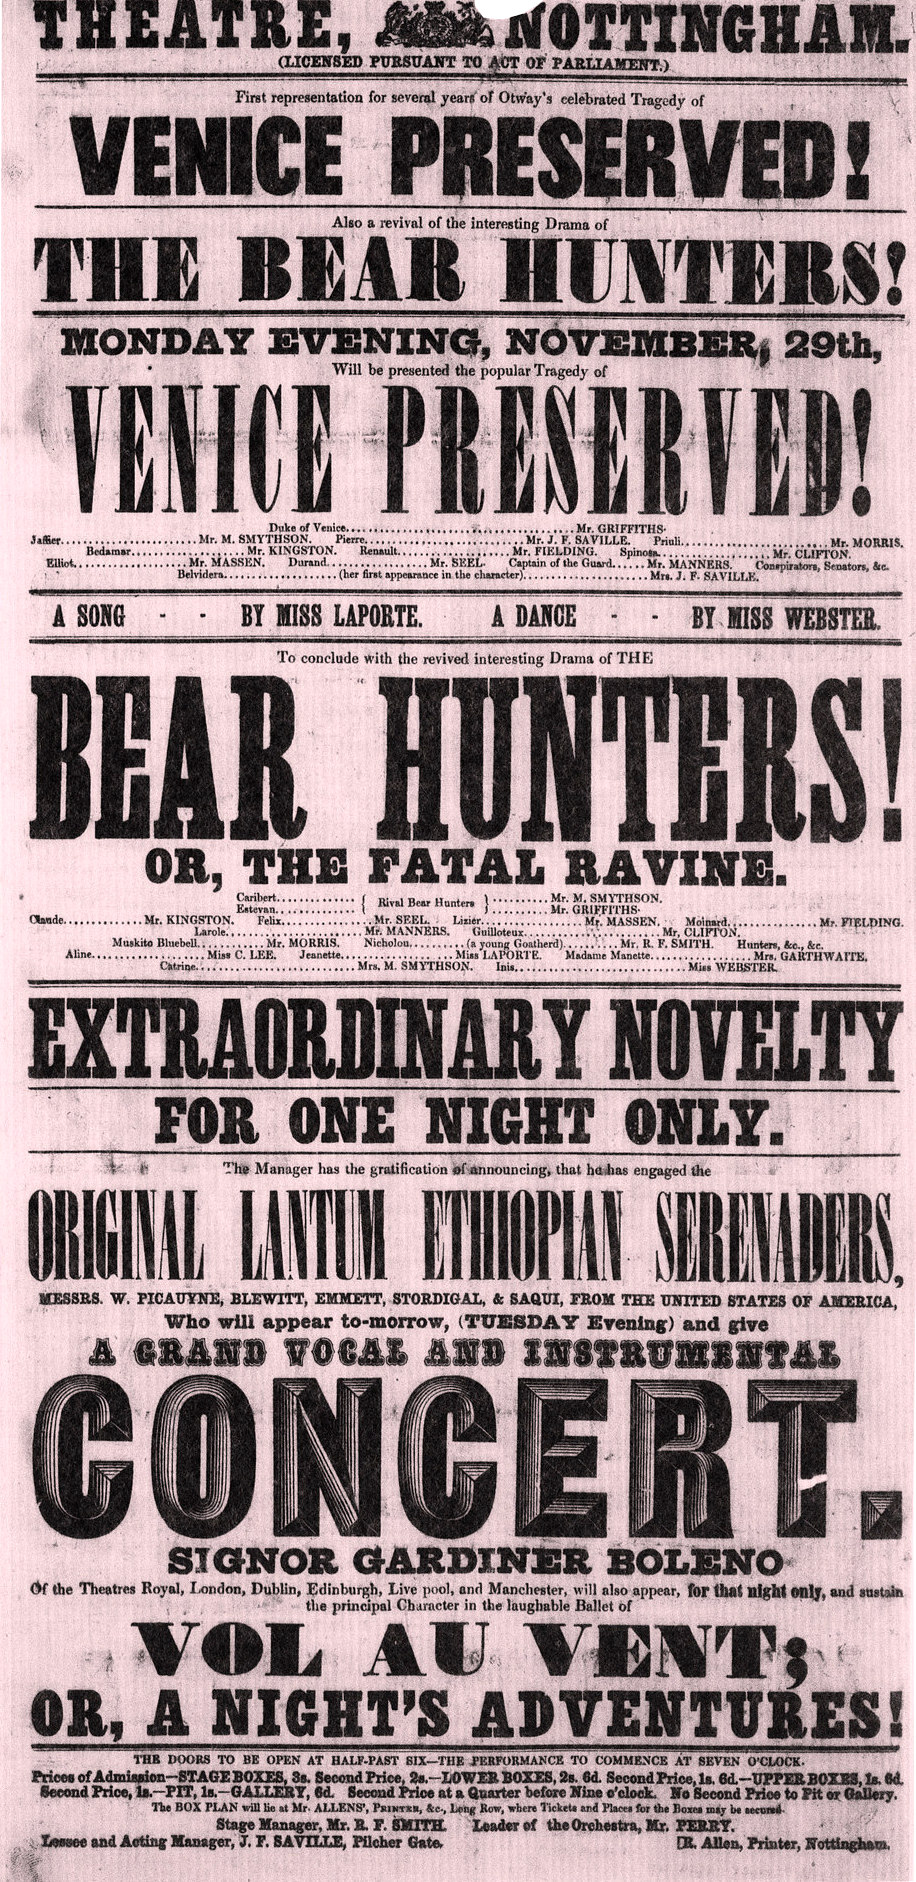 THEATRE, NOTTINGHAM.
(LICENSED PURSUANT TO ACT OF PARLIAMENT.)
First representation for several years of Otway's celebrated Tragedy of
VENICE PRESERVED!
Also a revival of the interesting Drama of
THE BEAR HUNTERS!
MONDAY EVENING, NOVEMBER, 29th,
Will be presented the popular Tragedy of
VENICE PRESERVED!
Duke of Venice..............................Mr. GRIFFITHS.
Jaffier........................Mr. M. SMYTHSON. Pierre............................Mr. J. F. SAVILLE. Priuli..........................Mr. MORRIS.
Bedamar....................Mr. KINGSTON. Renault....................Mr. FIELDING. Spinosa....................Mr. CLIFTON.
Elliot....................Mr. MASSEN. Durand..................Mr. SEEL. Captain of the Guard......Mr. MANNERS. Conspirators, Senators, &c.
Belvidera....................(her first appearance in the character)....................Mrs. J. F. SAVILLE.
A SONG - - BY MISS LAPORTE. A DANCE - - BY MISS WEBSTER.
To conclude with the revived interesting Drama of THE
BEAR HUNTERS!
OR, THE FATAL RAVINE.
Caribert.............. { Rival Bear Hunters } ..........Mr. M. SMYTHSON.
Estevan.............. { } ..........Mr. GRIFFITHS.
Claude..............Mr. KINGSTON. Felix................Mr. SEEL. Lizier..................Mr. MASSEN. Moinard..................Mr. FIELDING.
Larole........................Mr. MANNERS. Guilloteux........................Mr. CLIFTON.
Muskito Bluebell............Mr. MORRIS. Nicholon..........(a young Goatherd)..........Mr. R. F. SMITH. Hunters, &c., &c.
Aline....................Miss C. LEE. Jeanette....................Miss LAPORTE. Madame Manette..................Mrs. GARTHWAITE,
Catrine..............................Mrs. M. SMYTHSON. Inis..............................Miss WEBSTER.
EXTRAORDINARY NOVELTY
FOR ONE NIGHT ONLY.
The Manager has the gratification of announcing, that he has engaged the
ORIGINAL LANTUM ETHIOPIAN SERENADERS,
MESSRS. W. PICAUYNE, BLEWITT, EMMETT, STORDIGAL, & SAQUI, FROM THE UNITED STATES OF AMERICA,
Who will appear to-morrow, (TUESDAY Evening) and give
A GRAND VOCAL AND INSTRUMENTAL
CONCERT.
SIGNOR GARDINER BOLENO
Of the Theatres Royal, London, Dublin, Edinburgh, Live pool, and Manchester, will also appear, for that night only, and sustain
the principal Character in the laughable Ballet of
VOL AU VENT;
OR, A NIGHT'S ADVENTURES!
THE DOORS TO BE OPEN AT HALF-PAST SIX—THE PERFORMANCE TO COMMENCE AT SEVEN O'CLOCK.
Prices of Admission—STAGE BOXES, 3s. Second Price, 2s.—LOWER BOXES, 2s. 6d. Second Price, 1s. 6d.—UPPER BOXES, 1s. 6d.
Second Price, 1s.—PIT, 1s.—GALLERY, 6d. Second Price at a Quarter before Nine o'clock. No Second Price to Pit or Gallery.
The BOX PLAN will lie at Mr. ALLENS', PRINTER, &c., Long Row, where Tickets and Places for the Boxes may be secured.
Stage Manager, Mr. R. F. SMITH. Leader of the Orchestra, Mr. PERRY.
Lessee and Acting Manager, J. F. SAVILLE, Pilcher Gate. [R. Allen, Printer, Nottingham.